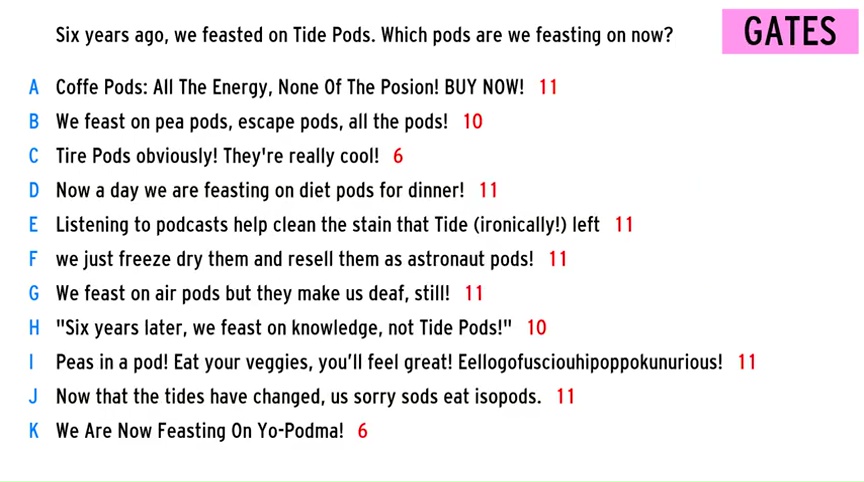 Six years ago, we feasted on Tide Pods. Which pods are we feasting on now?
GATES
A Coffe Pods: All The Energy, None Of The Posion! BUY NOW! 11
B We feast on pea pods, escape pods, all the pods! 10
C Tire Pods obviously! They're really cool! 6
D Now a day we are feasting on diet pods for dinner! 11
E Listening to podcasts help clean the stain that Tide (ironically!) left 11
F we just freeze dry them and resell them as astronaut pods! 11
G We feast on air pods but they make us deaf, still! 11
H "Six years later, we feast on knowledge, not Tide Pods!" 10
I Peas in a pod! Eat your veggies, you’ll feel great! Eellogofusciouhipoppokunurious! 11
J Now that the tides have changed, us sorry sods eat isopods. 11
K We Are Now Feasting On Yo-Podma! 6